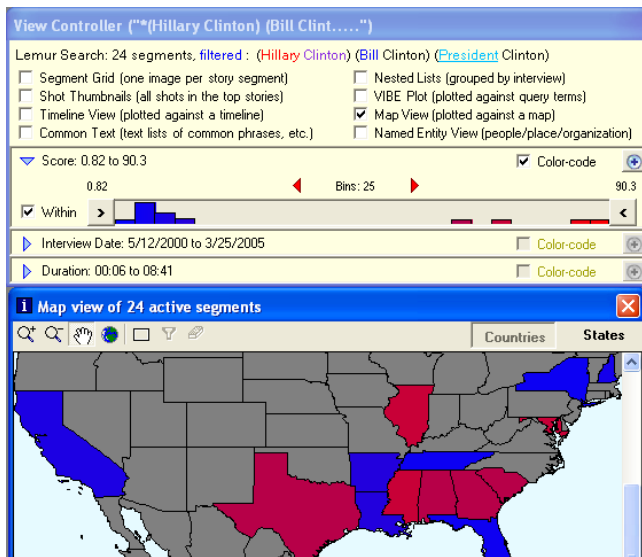 View Controller ("*(Hillary Clinton) (Bill Clint.....")
Lemur Search: 24 segments, filtered : (Hillary Clinton) (Bill Clinton) (President Clinton)
Segment Grid (one image per story segment)
Nested Lists (grouped by interview)
Shot Thumbnails (all shots in the top stories)
VIBE Plot (plotted against query terms)
Timeline View (plotted against a timeline)
Map View (plotted against a map)
Common Text (text lists of common phrases, etc.)
Named Entity View (people/place/organization)
Score: 0.82 to 90.3
Color-code
0.82
Bins: 25
90.3
Within
>
<
Interview Date: 5/12/2000 to 3/25/2005
Color-code
Duration: 00:06 to 08:41
Color-code
i Map view of 24 active segments
Countries
States